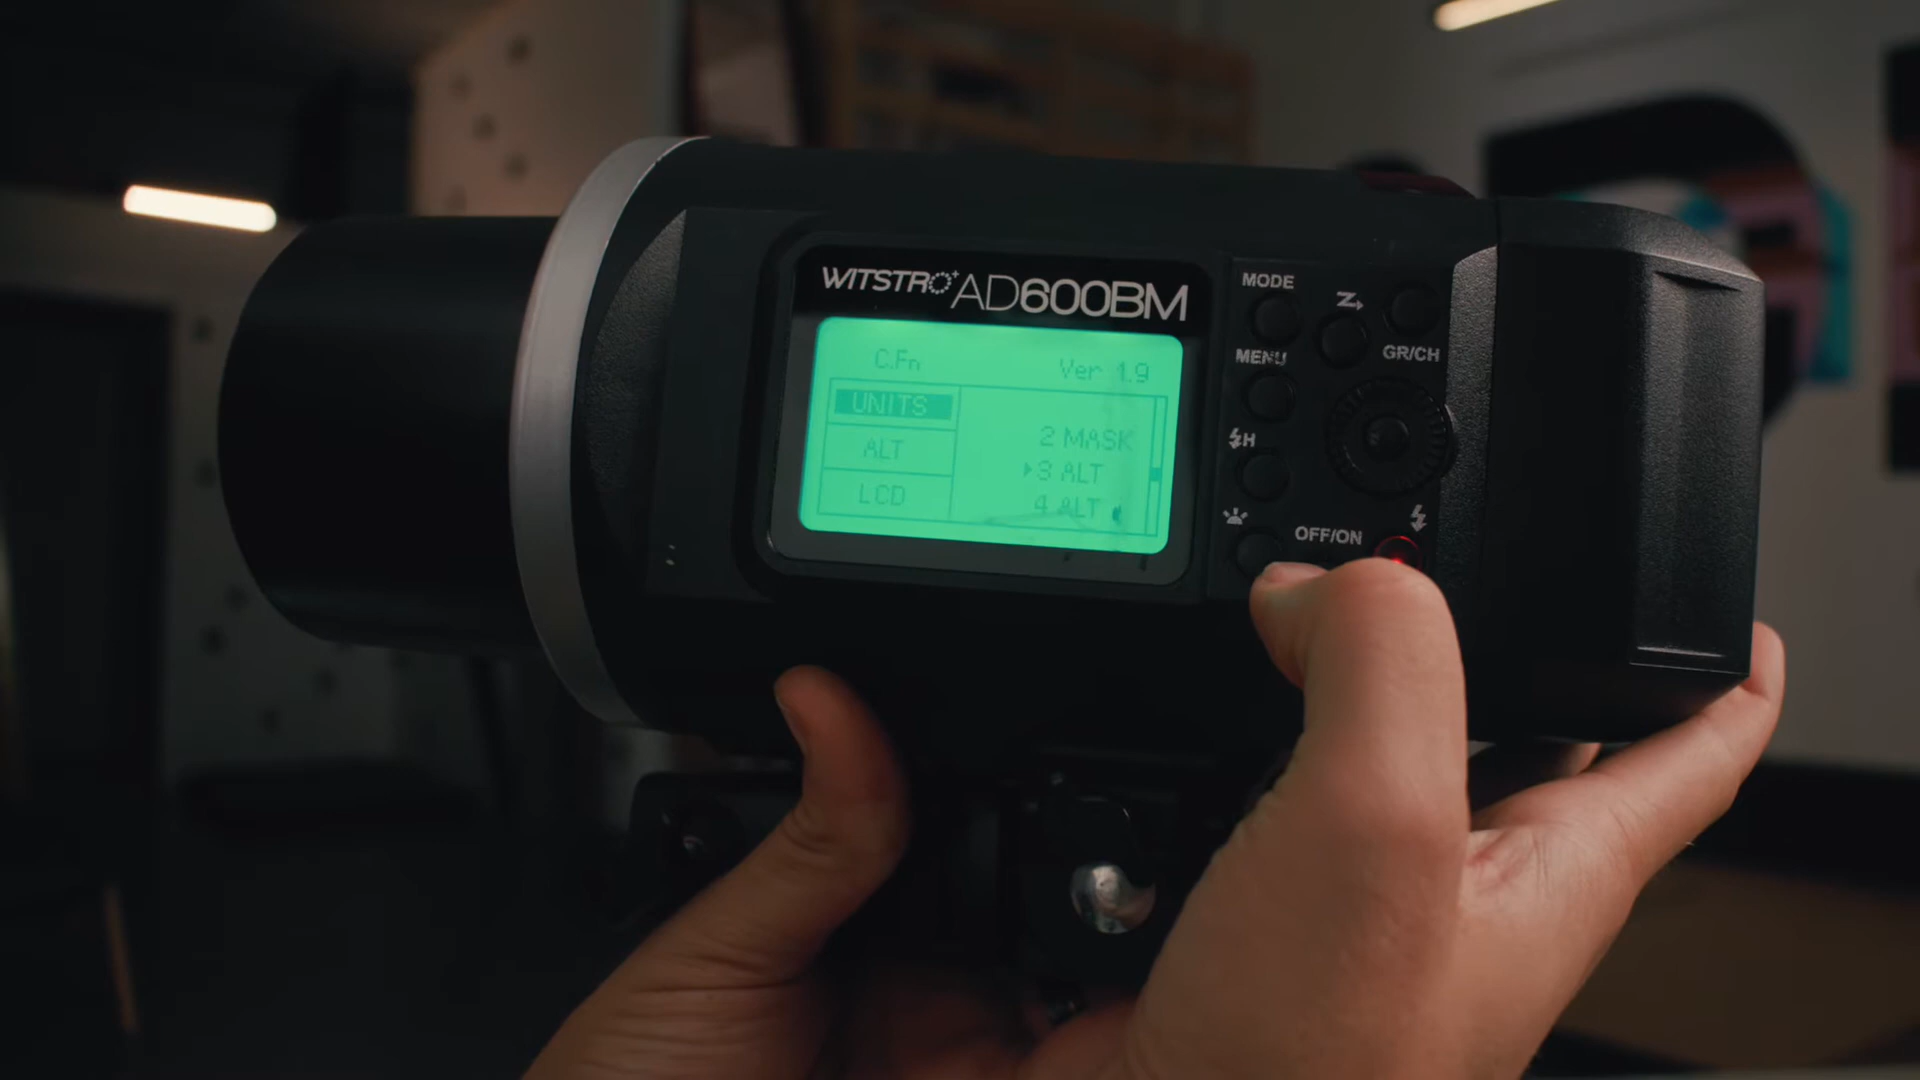 WITSTRO+ AD600BM
C.Fn Ver 1.9
UNITS
ALT
LCD
2 MASK
3 ALT
4 ALT
MODE
GR/CH
MENU
H
OFF/ON